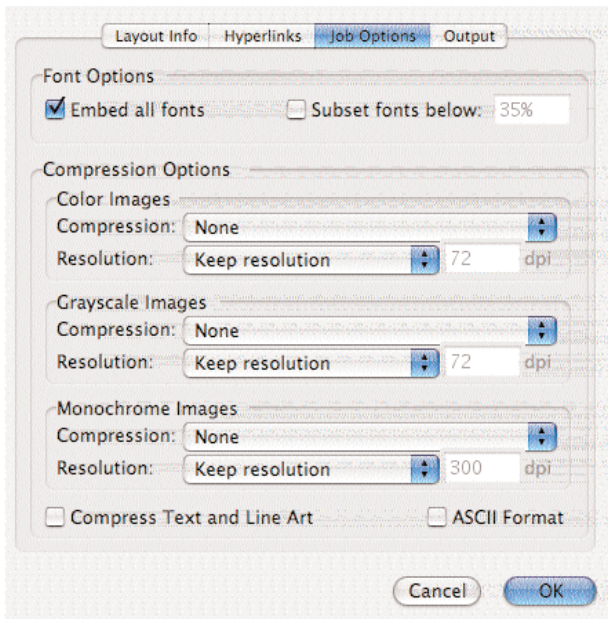 Layout Info Hyperlinks Job Options Output
Font Options
Embed all fonts Subset fonts below: 35%
Compression Options
Color Images
Compression: None
Resolution: Keep resolution 72 dpi
Grayscale Images
Compression: None
Resolution: Keep resolution 72 dpi
Monochrome Images
Compression: None
Resolution: Keep resolution 300 dpi
Compress Text and Line Art ASCII Format
Cancel OK